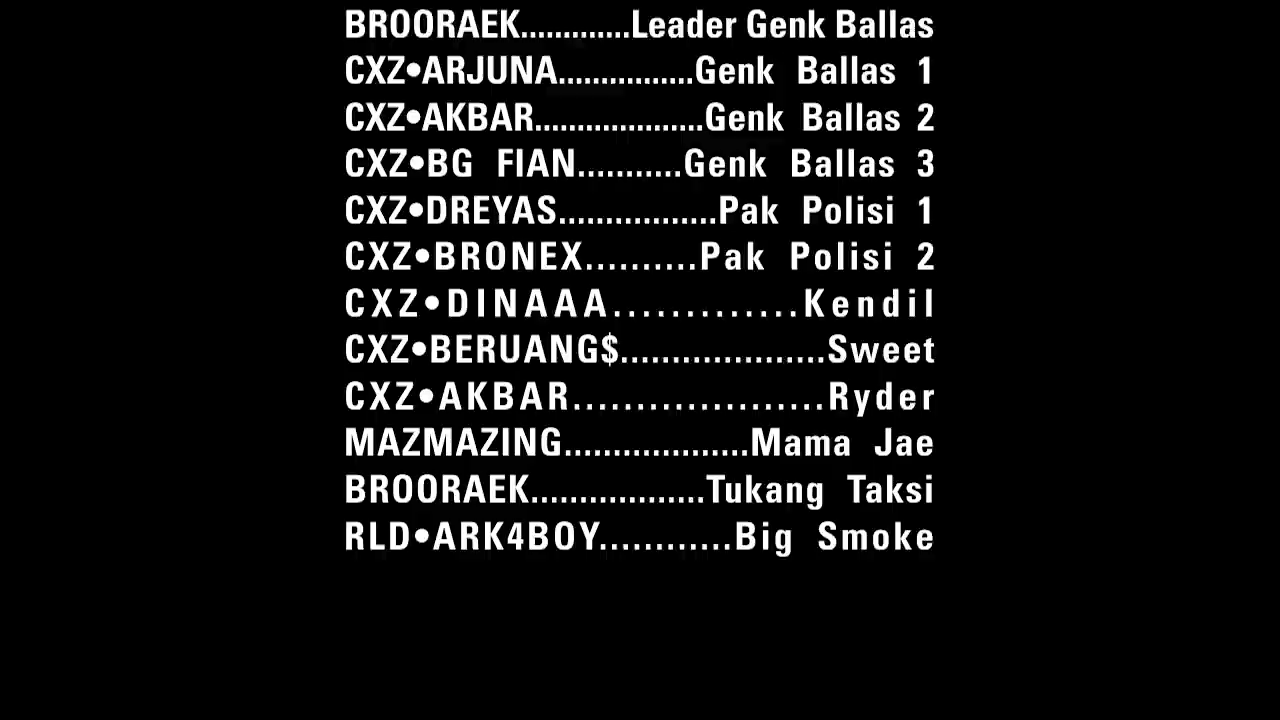 BROORAEK.............Leader Genk Ballas
CXZ•ARJUNA................Genk Ballas 1
CXZ•AKBAR....................Genk Ballas 2
CXZ•BG FIAN...........Genk Ballas 3
CXZ•DREYAS.................Pak Polisi 1
CXZ•BRONEX..........Pak Polisi 2
CXZ•DINAAA.............Kendil
CXZ•BERUANG$....................Sweet
CXZ•AKBAR....................Ryder
MAZMAZING...................Mama Jae
BROORAEK..................Tukang Taksi
RLD•ARK4BOY............Big Smoke